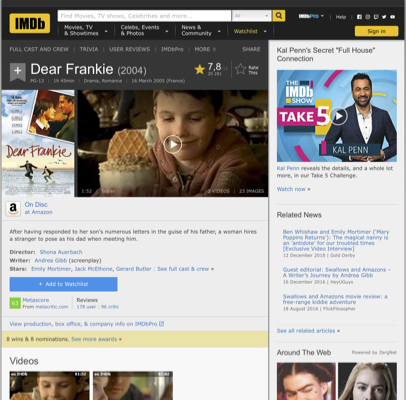 IMDb
Find Movies, TV shows, Celebrities and more...
All
IMDbPro
Help
Movies, TV & Showtimes
Celebs, Events & Photos
News & Community
Watchlist
Sign in
FULL CAST AND CREW | TRIVIA | USER REVIEWS | IMDbPro | MORE
SHARE
Dear Frankie (2004)
7,8
Rate This
PG-13 | 1h 45min | Drama, Romance | 16 March 2005 (France)
Dear Frankie
1:52
Trailer
2 VIDEOS | 23 IMAGES
a
On Disc
at Amazon
After having responded to her son's numerous letters in the guise of his father, a woman hires
a stranger to pose as his dad when meeting him.
Director: Shona Auerbach
Writer: Andrea Gibb (screenplay)
Stars: Emily Mortimer, Jack McElhone, Gerard Butler | See full cast & crew »
+ Add to Watchlist
Metascore
From metacritic.com
Reviews
178 user | 96 critic
View production, box office, & company info on IMDbPro
8 wins & 8 nominations. See more awards »
Videos
Kal Penn's Secret "Full House"
Connection
THE
IMDb
SHOW
TAKE 5
KAL PENN
Kal Penn reveals the details, and a whole lot
more, in our Take 5 Challenge.
Watch now »
Related News
Ben Whishaw and Emily Mortimer ('Mary
Poppins Returns'): The magical nanny is
an 'antidote' for our troubled times
[Exclusive Video Interview]
12 December 2018 | Gold Derby
Guest editorial: Swallows and Amazons –
A Writer's Journey by Andrea Gibb
16 December 2016 | HeyUGuys
Swallows and Amazons movie review: a
free-range kiddie adventure
18 August 2016 | FlickFilosopher
See all related articles »
Around The Web
Powered by ZergNet